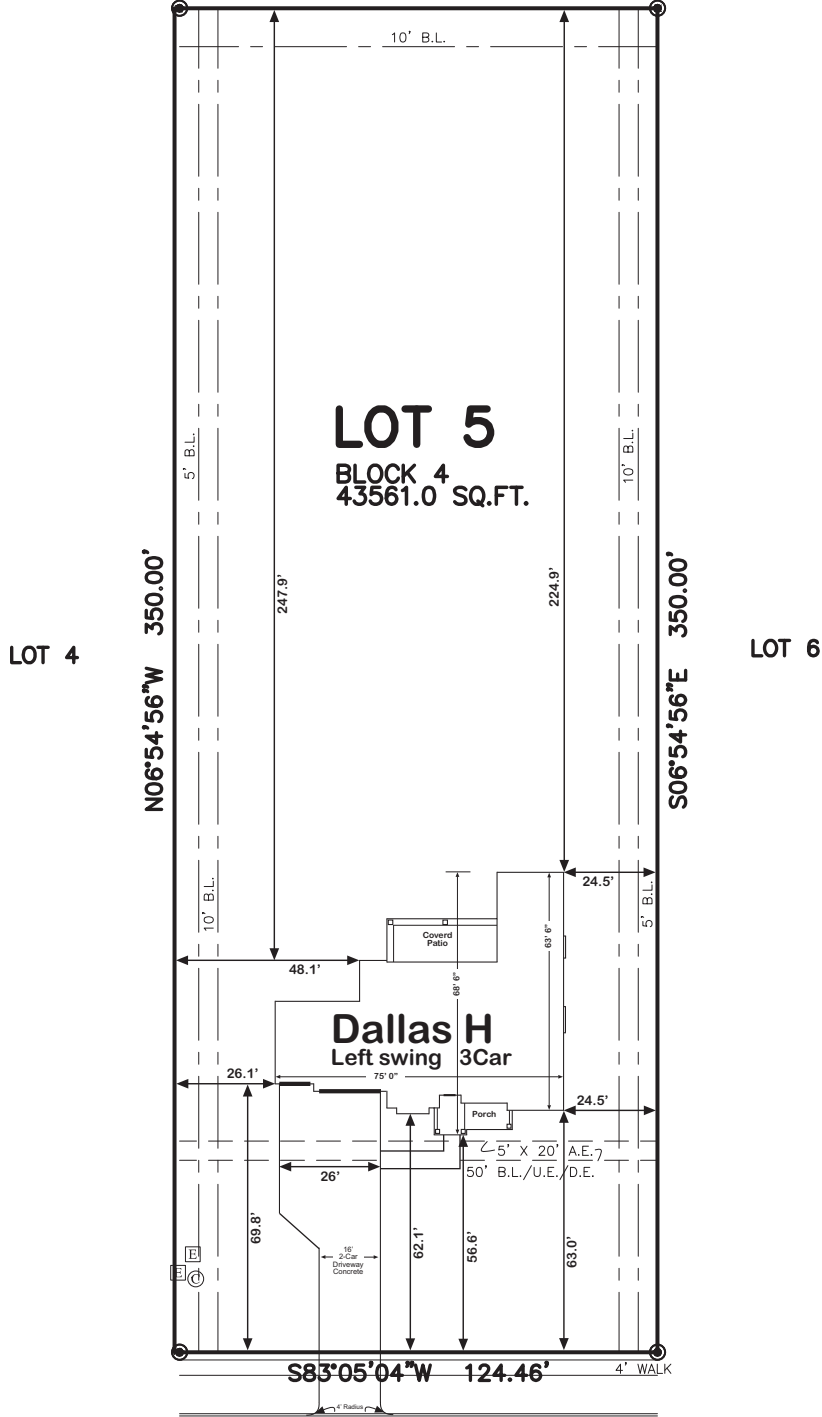 10' B.L.
5' B.L.
10' B.L.
LOT 5
BLOCK 4
43561.0 SQ.FT.
247.9'
224.9'
N06°54'56"W 350.00'
S06°54'56"E 350.00'
LOT 4
LOT 6
10' B.L.
5' B.L.
24.5'
Coverd
Patio
63' 6"
68' 6"
48.1'
Dallas H
Left swing 3Car
75' 0"
26.1'
24.5'
Porch
5' X 20' A.E.
50' B.L./U.E./D.E.
26'
69.8'
62.1'
56.6'
63.0'
16'
2-Car
Driveway
Concrete
E
E
C
S83°05'04"W 124.46'
4' WALK
4' Radius